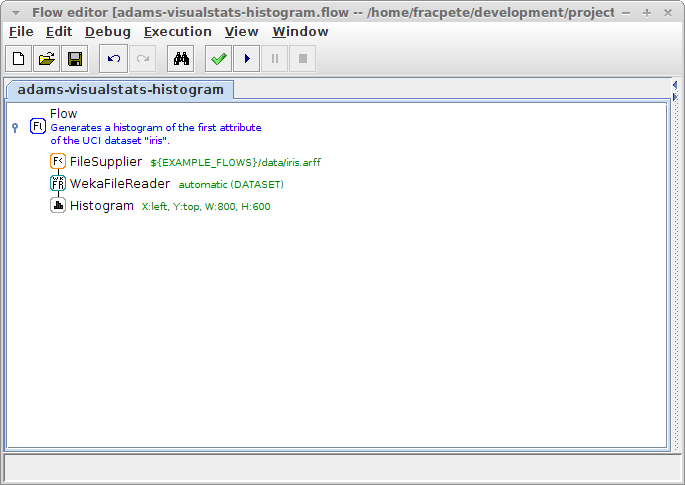 Flow editor [adams-visualstats-histogram.flow -- /home/fracpete/development/project
File Edit Debug Execution View Window
adams-visualstats-histogram
Flow
Generates a histogram of the first attribute
of the UCI dataset "iris".
FileSupplier ${EXAMPLE_FLOWS}/data/iris.arff
WekaFileReader automatic (DATASET)
Histogram X:left, Y:top, W:800, H:600